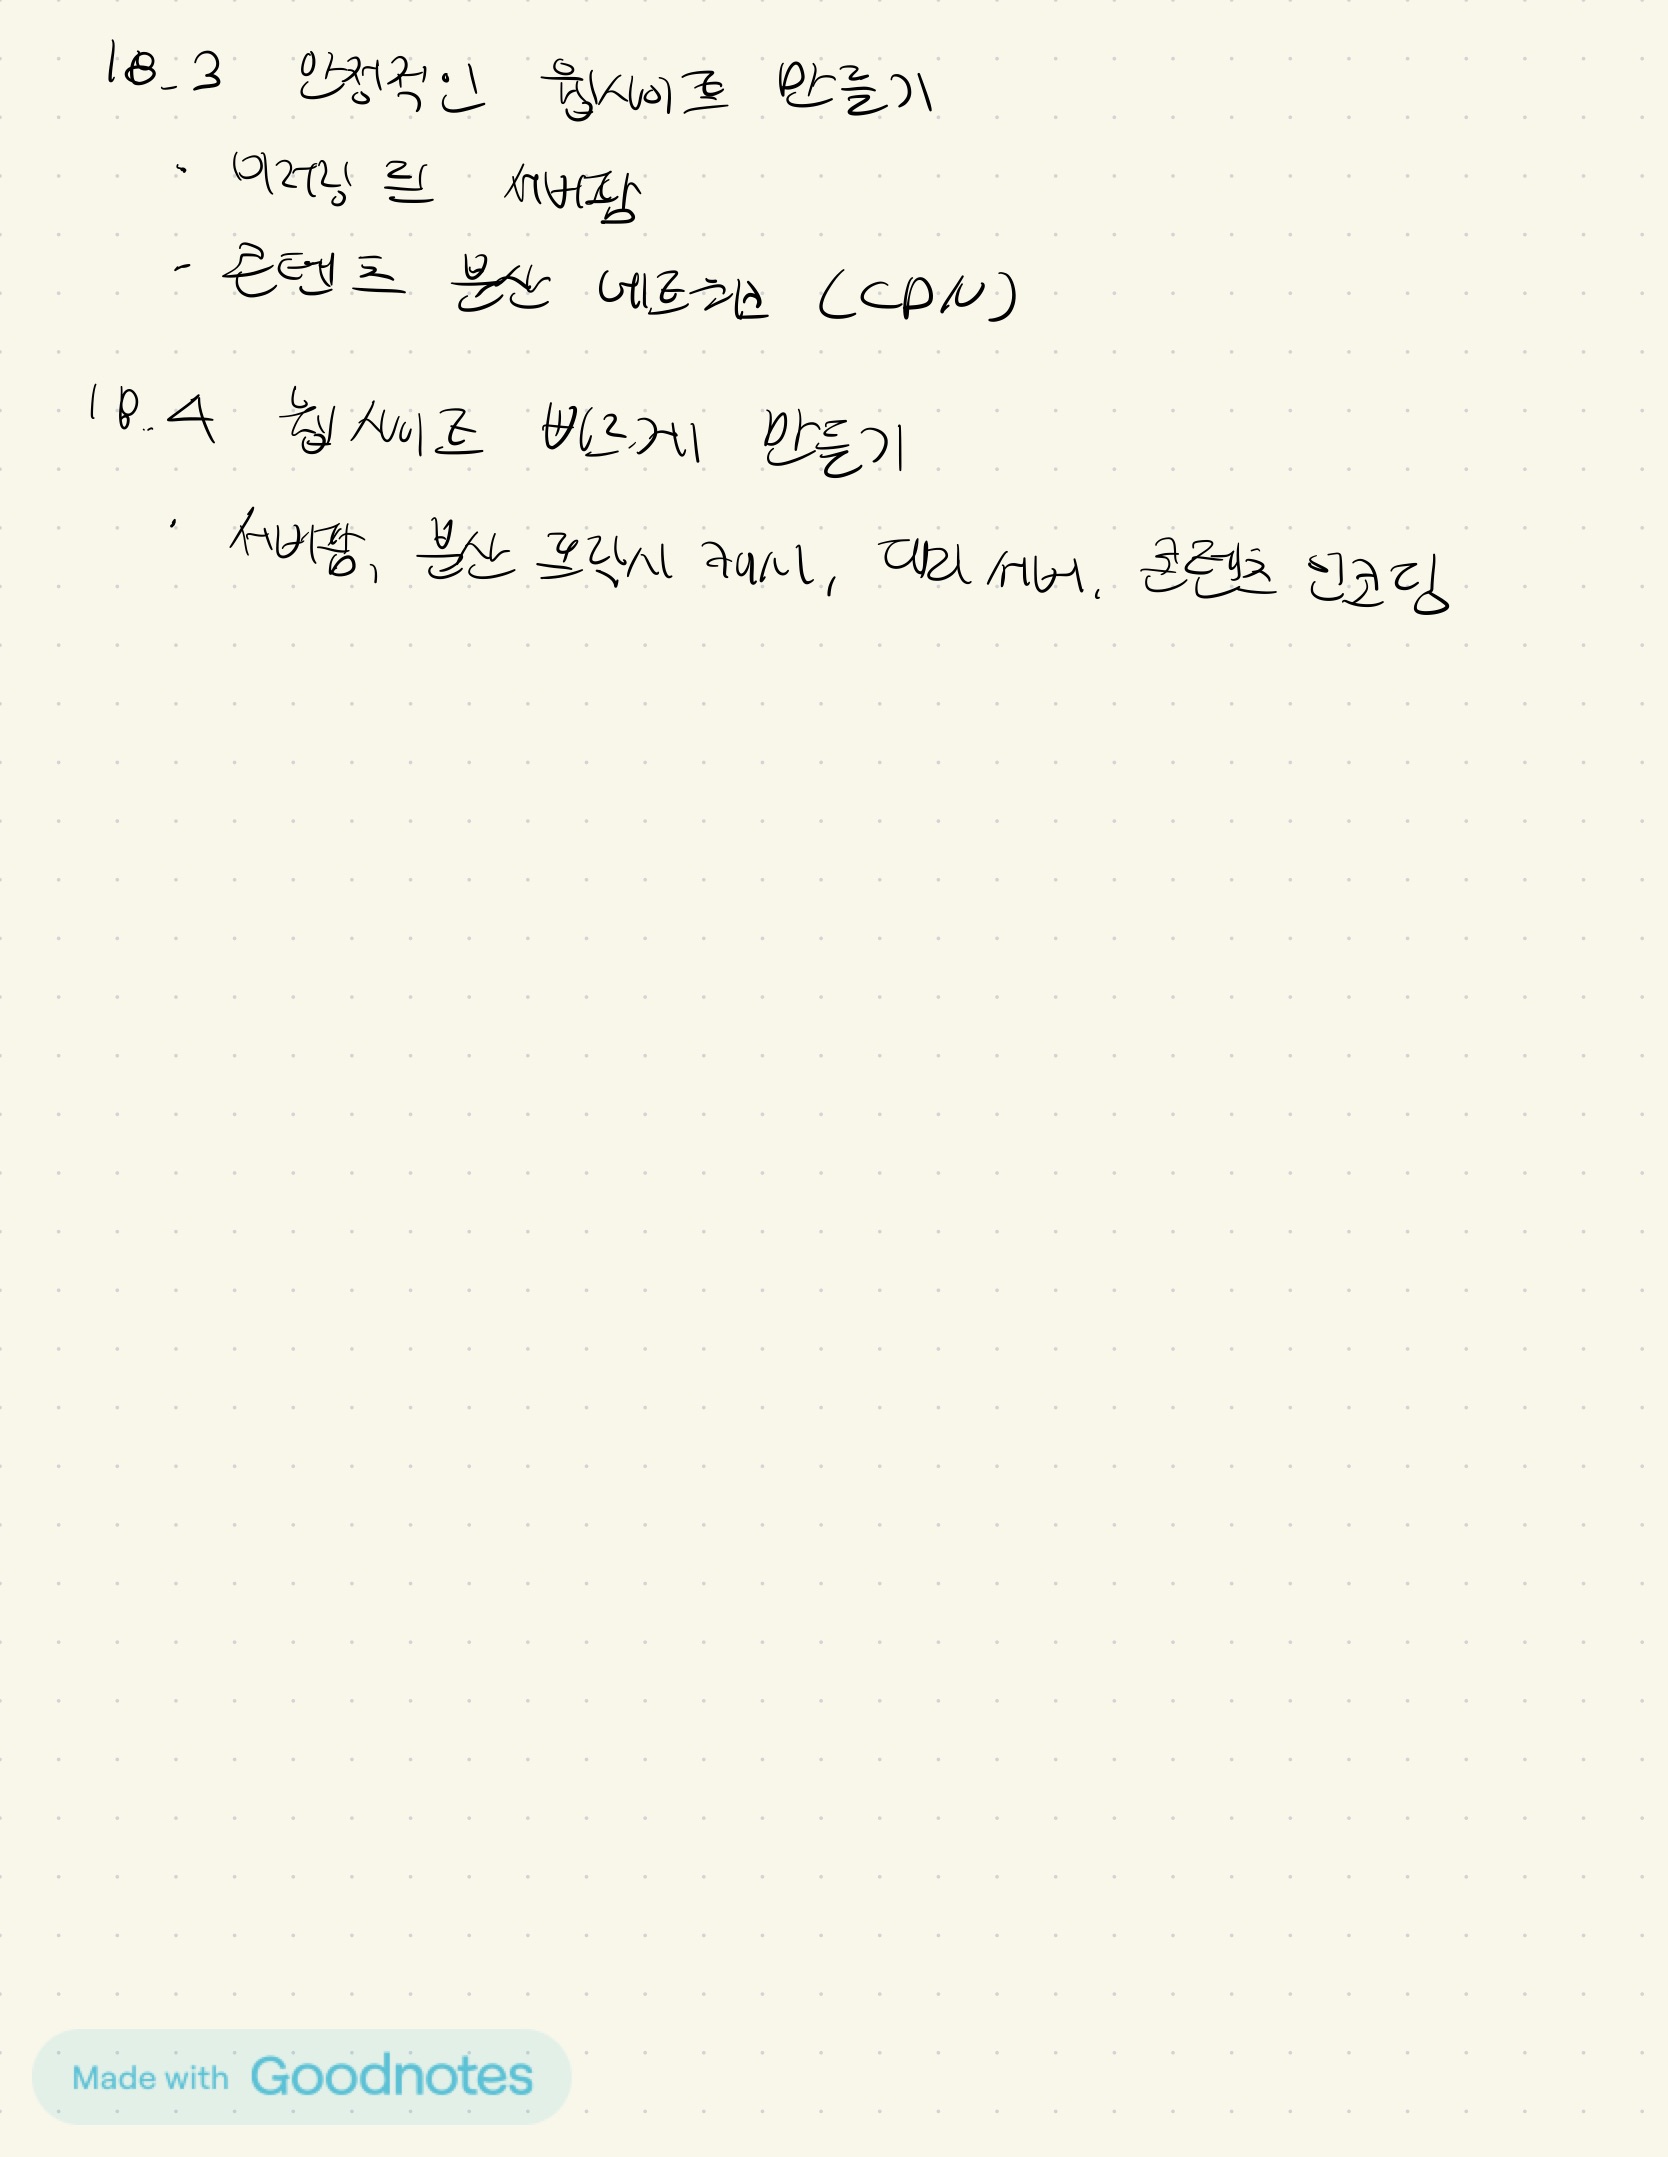 18.3 안정적인 웹사이트 만들기
· 미러링 된 서버팜
- 콘텐츠 분산 네트워크 (CDN)
18.4 웹 사이트 빠르게 만들기
· 서버팜, 분산 프락시 캐시, 대리 서버, 콘텐츠 인코딩
Made with Goodnotes